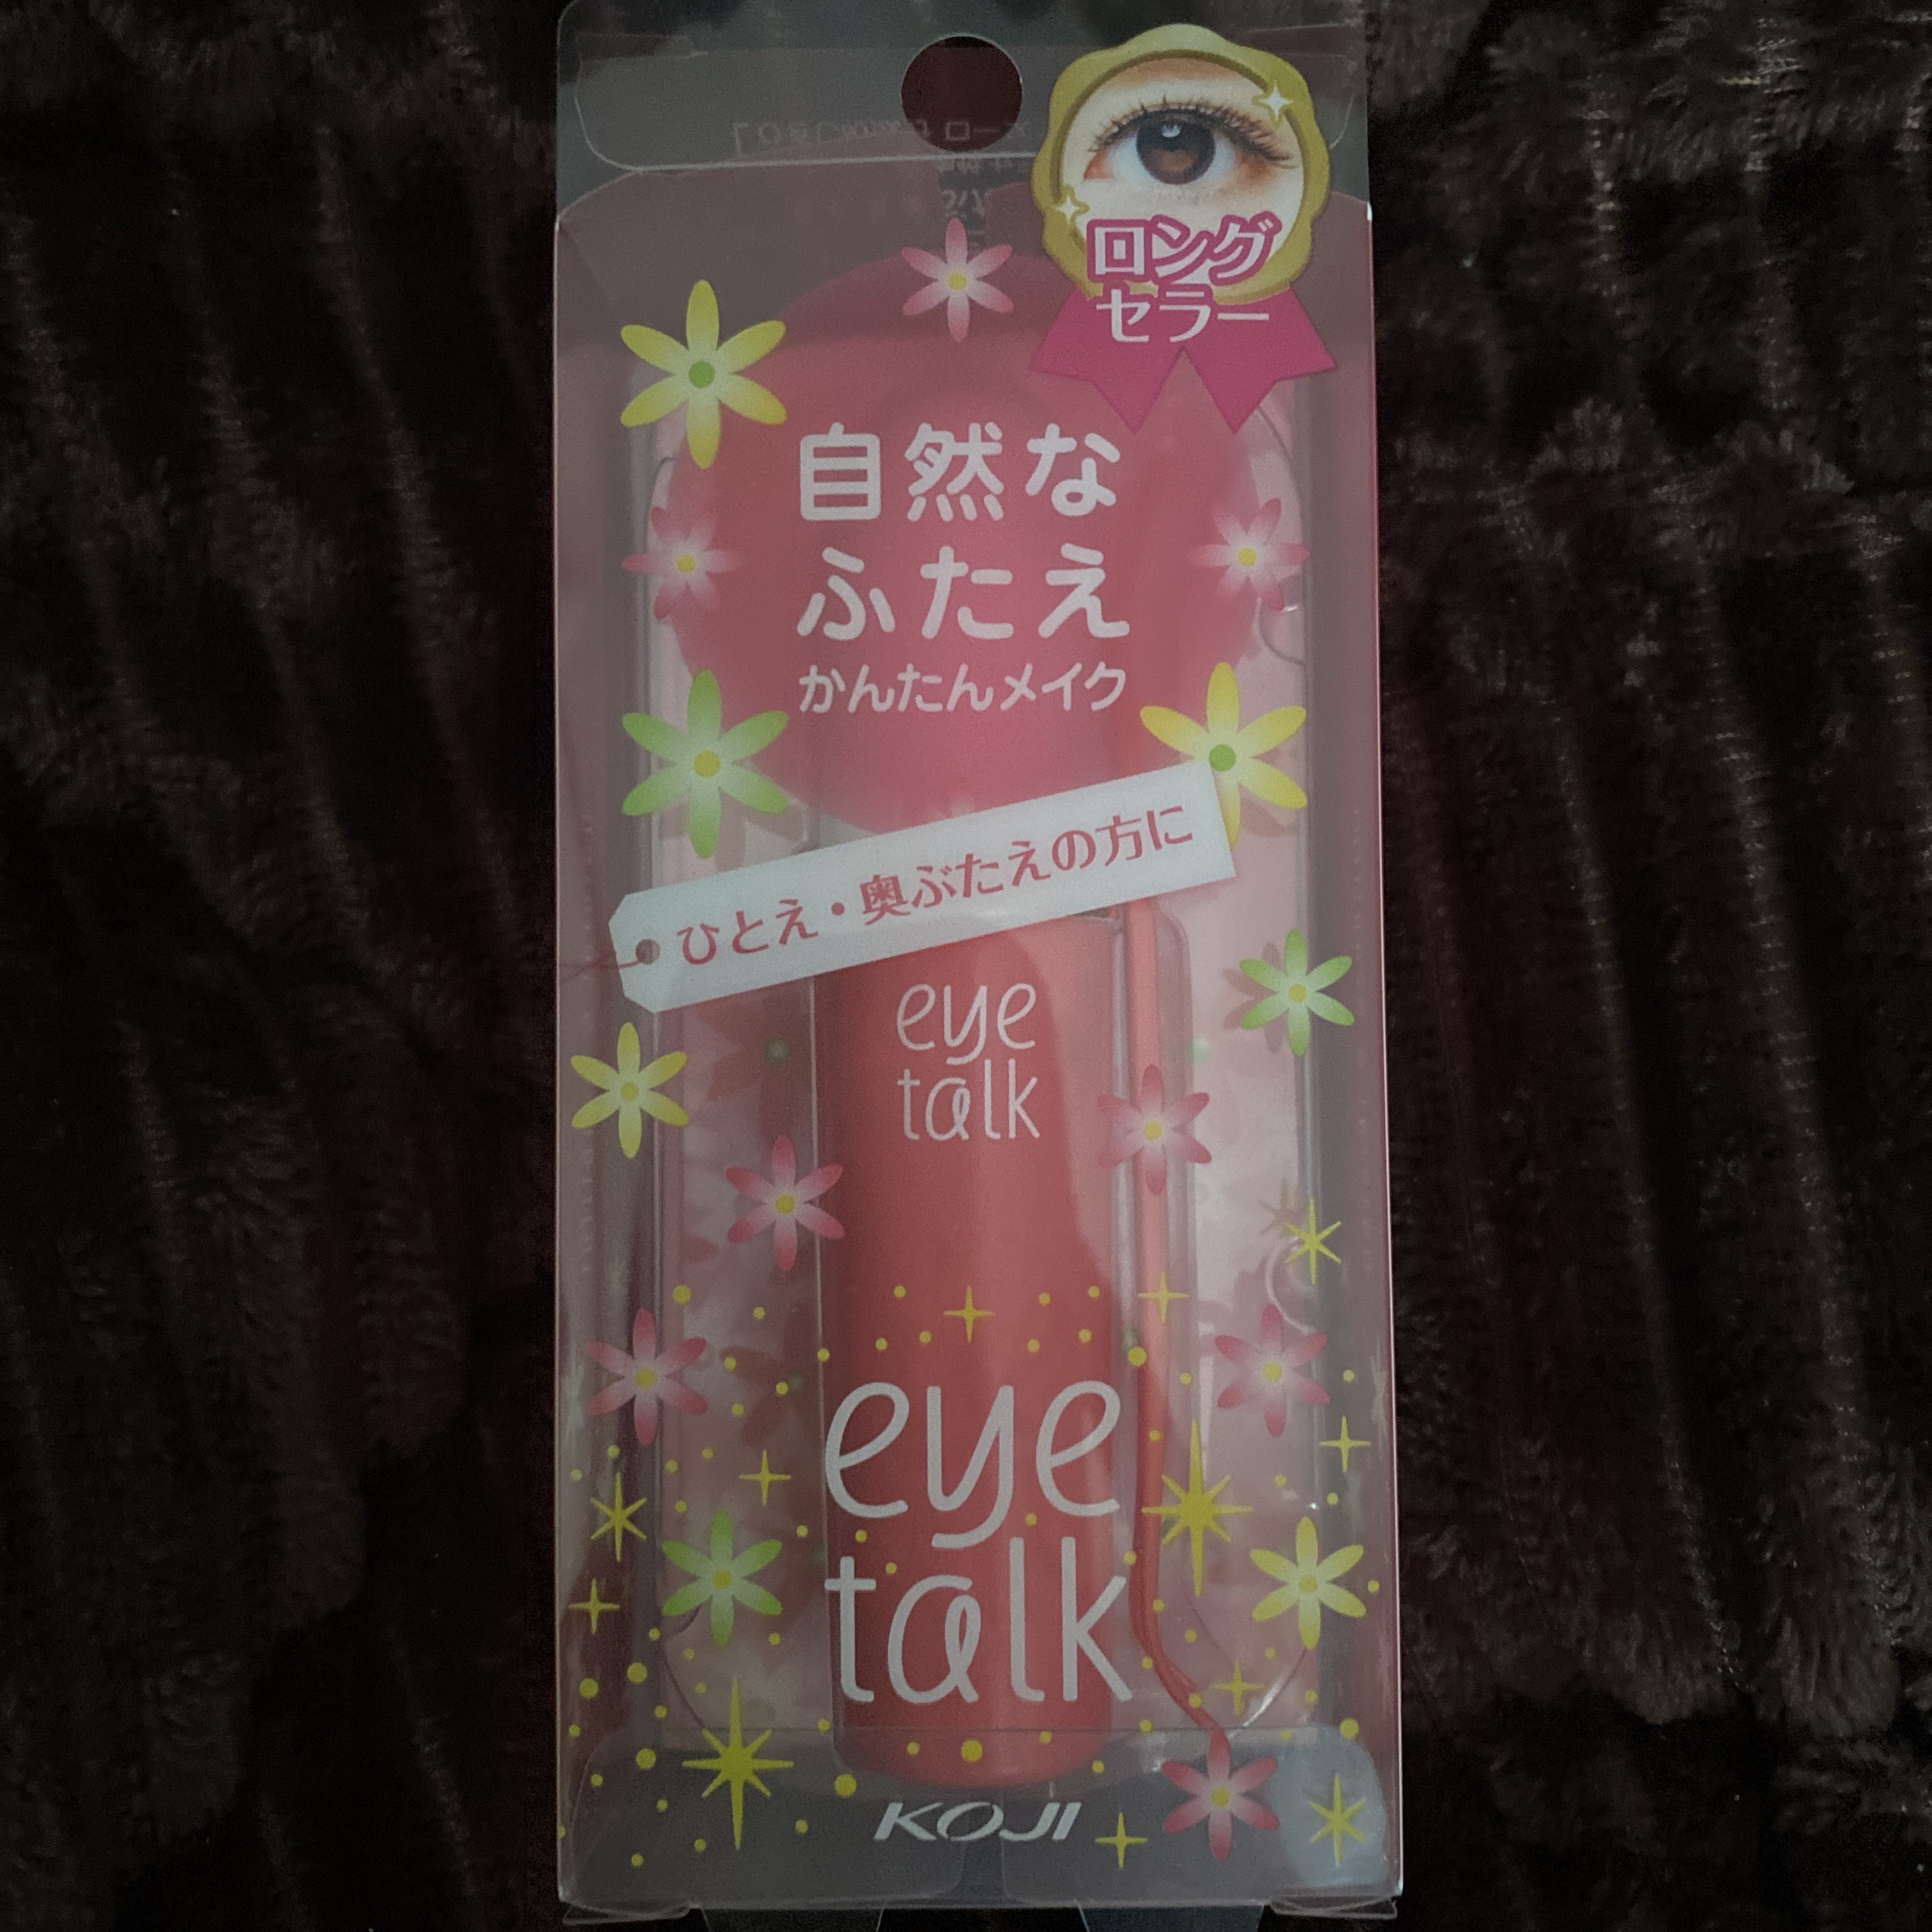 ロング
セラー
自然な
ふたえ
かんたんメイク
ひとえ・奥ぶたえの方に
eye
talk
eye
talk
KOJI